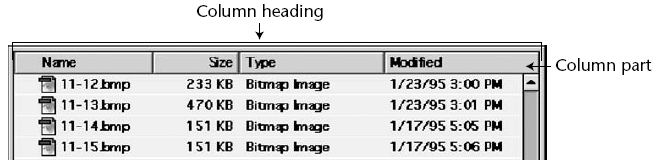 Column heading
Name Size Type Modified
Column part
11-12.bmp 233 KB Bitmap Image 1/23/95 3:00 PM
11-13.bmp 470 KB Bitmap Image 1/23/95 3:01 PM
11-14.bmp 151 KB Bitmap Image 1/17/95 5:05 PM
11-15.bmp 151 KB Bitmap Image 1/17/95 5:06 PM